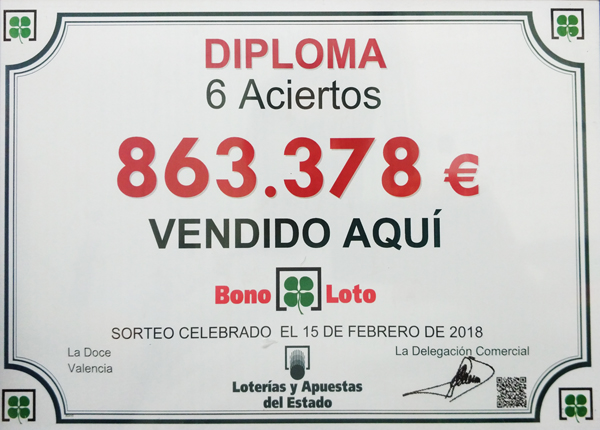 DIPLOMA
6 Aciertos
863.378 €
VENDIDO AQUÍ
Bono Loto
SORTEO CELEBRADO EL 15 DE FEBRERO DE 2018
La Doce
Valencia
La Delegación Comercial
Loterías y Apuestas
del Estado